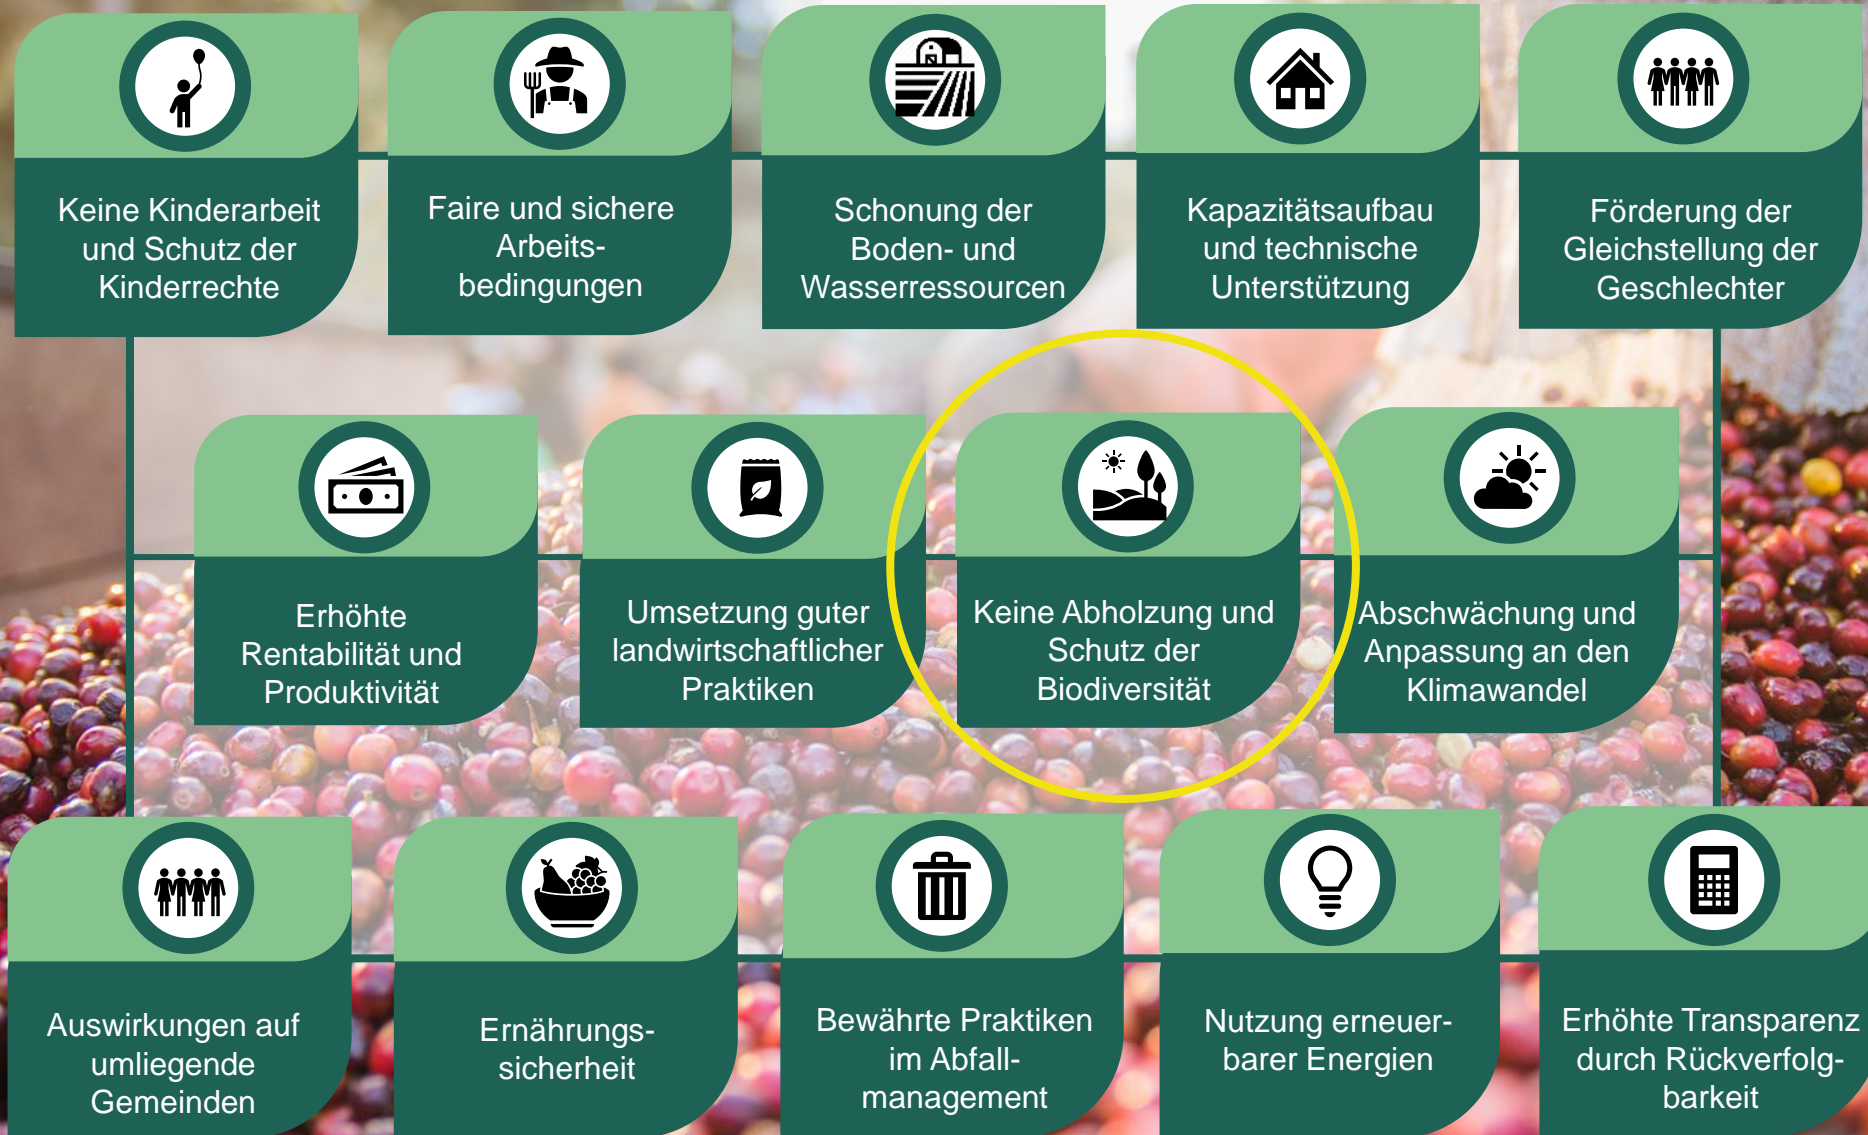 Keine Kinderarbeit
und Schutz der
Kinderrechte
Faire und sichere
Arbeits-
bedingungen
Schonung der
Boden- und
Wasserressourcen
Kapazitätsaufbau
und technische
Unterstützung
Förderung der
Gleichstellung der
Geschlechter
Erhöhte
Rentabilität und
Produktivität
Umsetzung guter
landwirtschaftlicher
Praktiken
Keine Abholzung und
Schutz der
Biodiversität
Abschwächung und
Anpassung an den
Klimawandel
Auswirkungen auf
umliegende
Gemeinden
Ernährungs-
sicherheit
Bewährte Praktiken
im Abfall-
management
Nutzung erneuer-
barer Energien
Erhöhte Transparenz
durch Rückverfolg-
barkeit